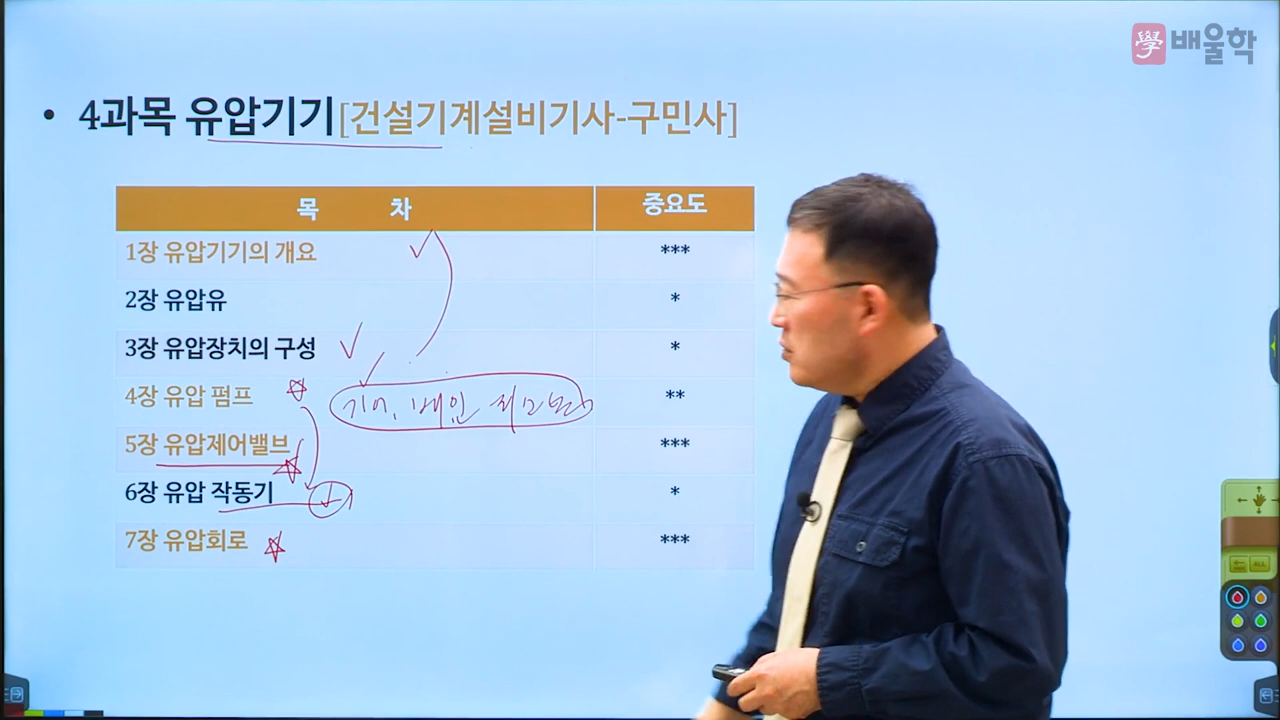 學 배울학
• 4과목 유압기기[건설기계설비기사-구민사]
목 차 중요도
1장 유압기기의 개요 ***
2장 유압유 *
3장 유압장치의 구성 *
4장 유압 펌프 **
기어, 베인
5장 유압제어밸브 ***
6장 유압 작동기 *
7장 유압회로 ***
ALL